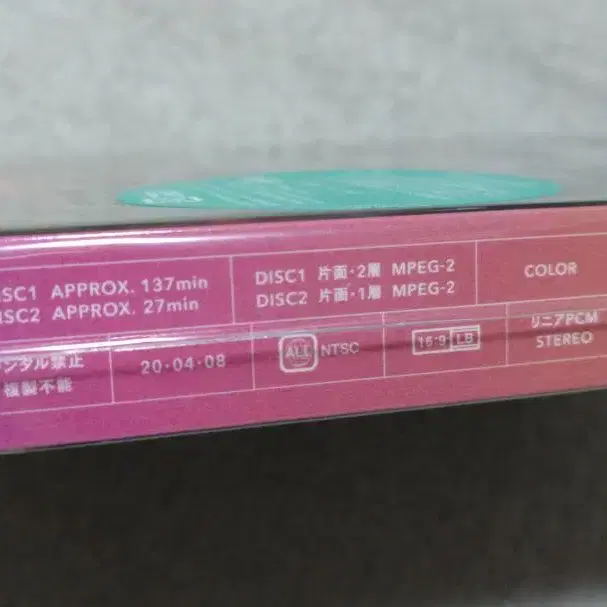 ISC1 APPROX. 137min
ISC2 APPROX. 27min
DISC1 片面·2層 MPEG-2
DISC2 片面·1層 MPEG-2
COLOR
ンタル禁止
複製不能
20·04·08
ALL NTSC
16:9 LB
リニアPCM
STEREO